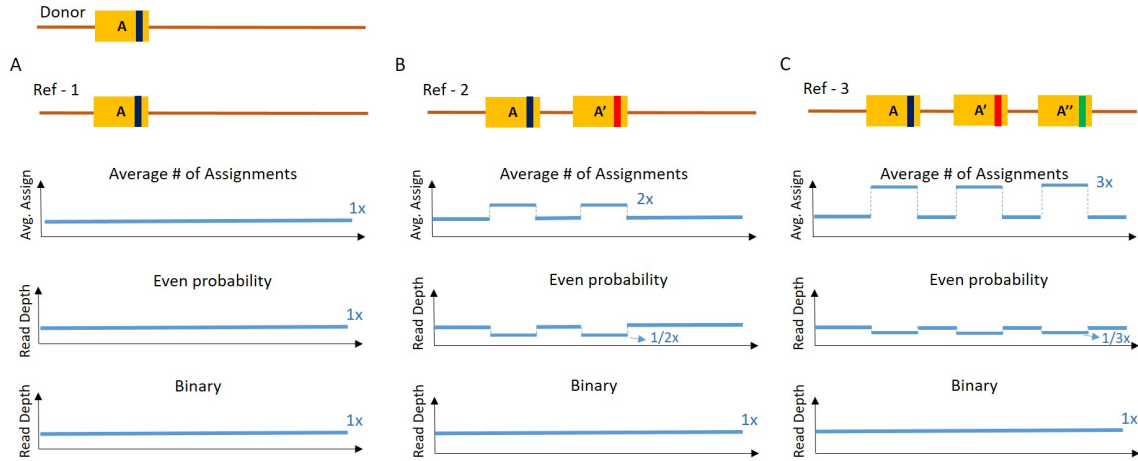 Donor
A
A
Ref - 1
A
Average # of Assignments
Avg. Assign
1x
Even probability
Read Depth
1x
Binary
Read Depth
1x
B
Ref - 2
A
A'
Average # of Assignments
Avg. Assign
2x
Even probability
Read Depth
1/2x
Binary
Read Depth
1x
C
Ref - 3
A
A'
A''
Average # of Assignments
Avg. Assign
3x
Even probability
Read Depth
1/3x
Binary
Read Depth
1x